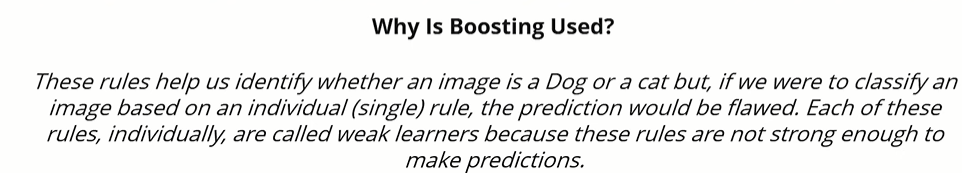 Why Is Boosting Used?
These rules help us identify whether an image is a Dog or a cat but, if we were to classify an
image based on an individual (single) rule, the prediction would be flawed. Each of these
rules, individually, are called weak learners because these rules are not strong enough to
make predictions.